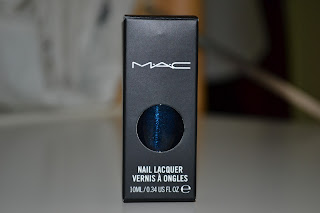 MAC
NAIL LACQUER
VERNIS À ONGLES
10ML/0.34 US FL OZ ℮